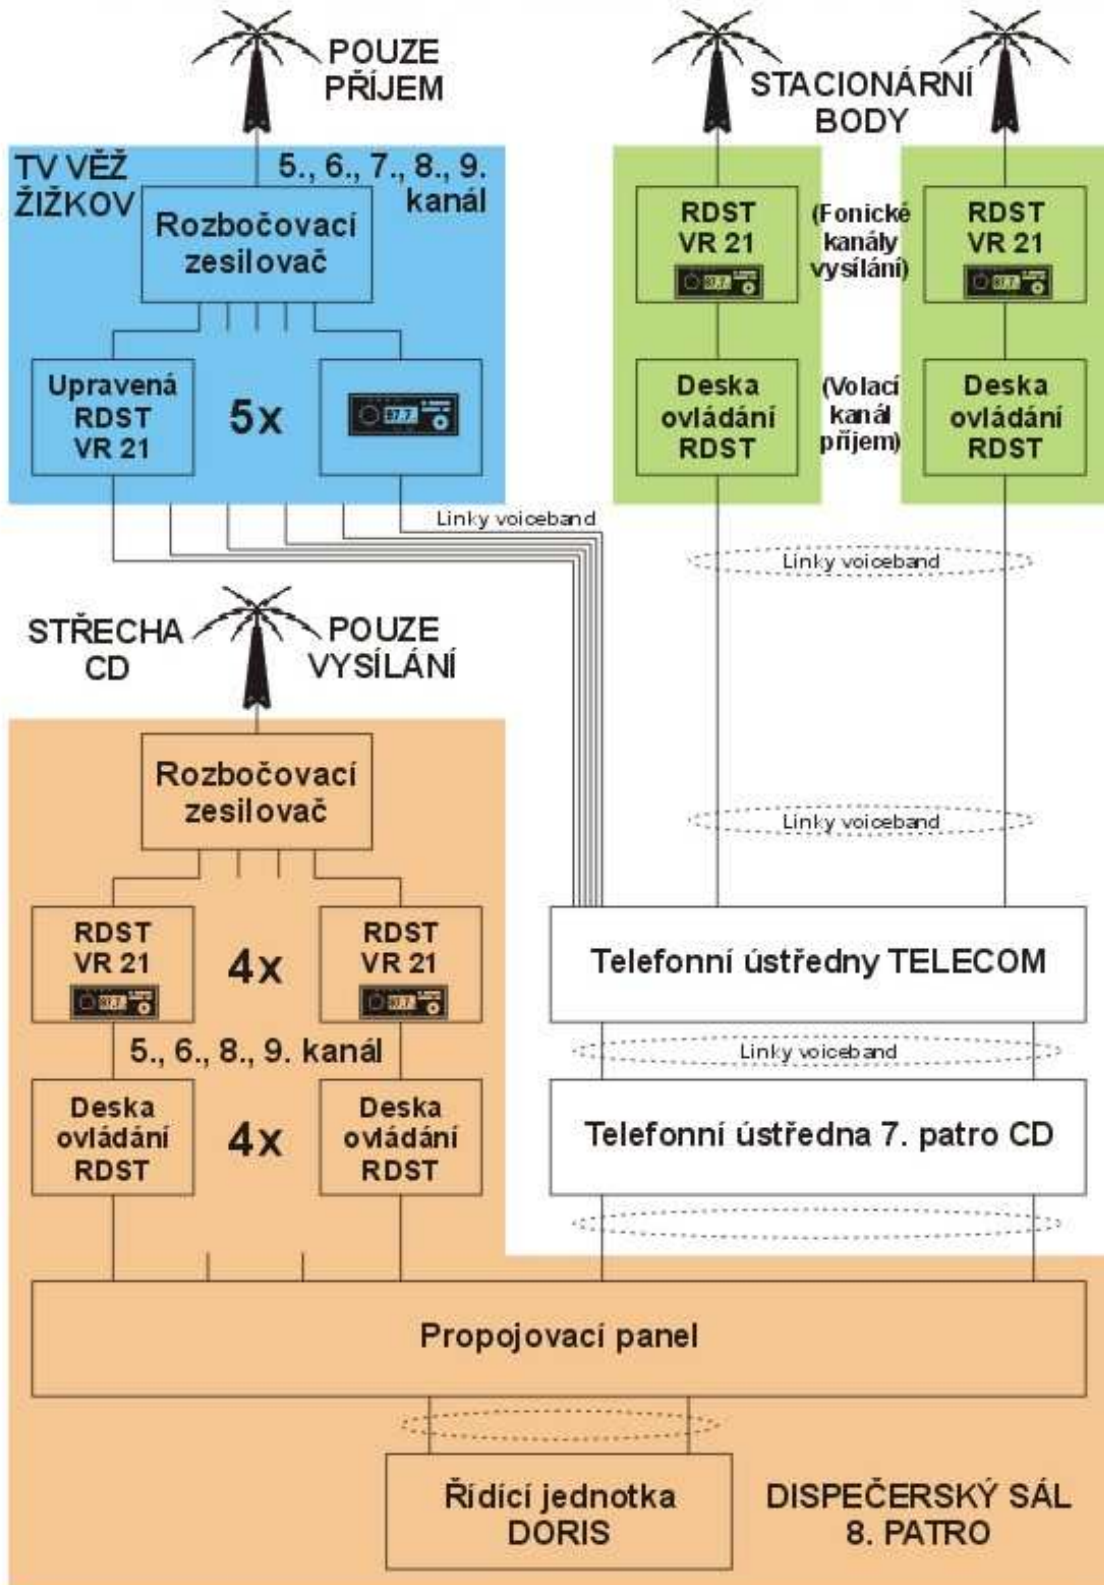 POUZE
PŘÍJEM
STACIONÁRNÍ
BODY
TV VĚŽ
ŽIŽKOV
5., 6., 7., 8., 9.
kanál
Rozbočovací
zesilovač
Upravená
RDST
VR 21
5x
87.7
RDST
VR 21
(Fonické
kanály
vysílání)
RDST
VR 21
Deska
ovládání
RDST
(Volací
kanál
příjem)
Deska
ovládání
RDST
Linky voiceband
Linky voiceband
STŘECHA
CD
POUZE
VYSÍLÁNÍ
Rozbočovací
zesilovač
Linky voiceband
RDST
VR 21
4x
RDST
VR 21
5., 6., 8., 9. kanál
Deska
ovládání
RDST
4x
Deska
ovládání
RDST
Telefonní ústředny TELECOM
Linky voiceband
Telefonní ústředna 7. patro CD
Propojovací panel
Řídící jednotka
DORIS
DISPEČERSKÝ SÁL
8. PATRO